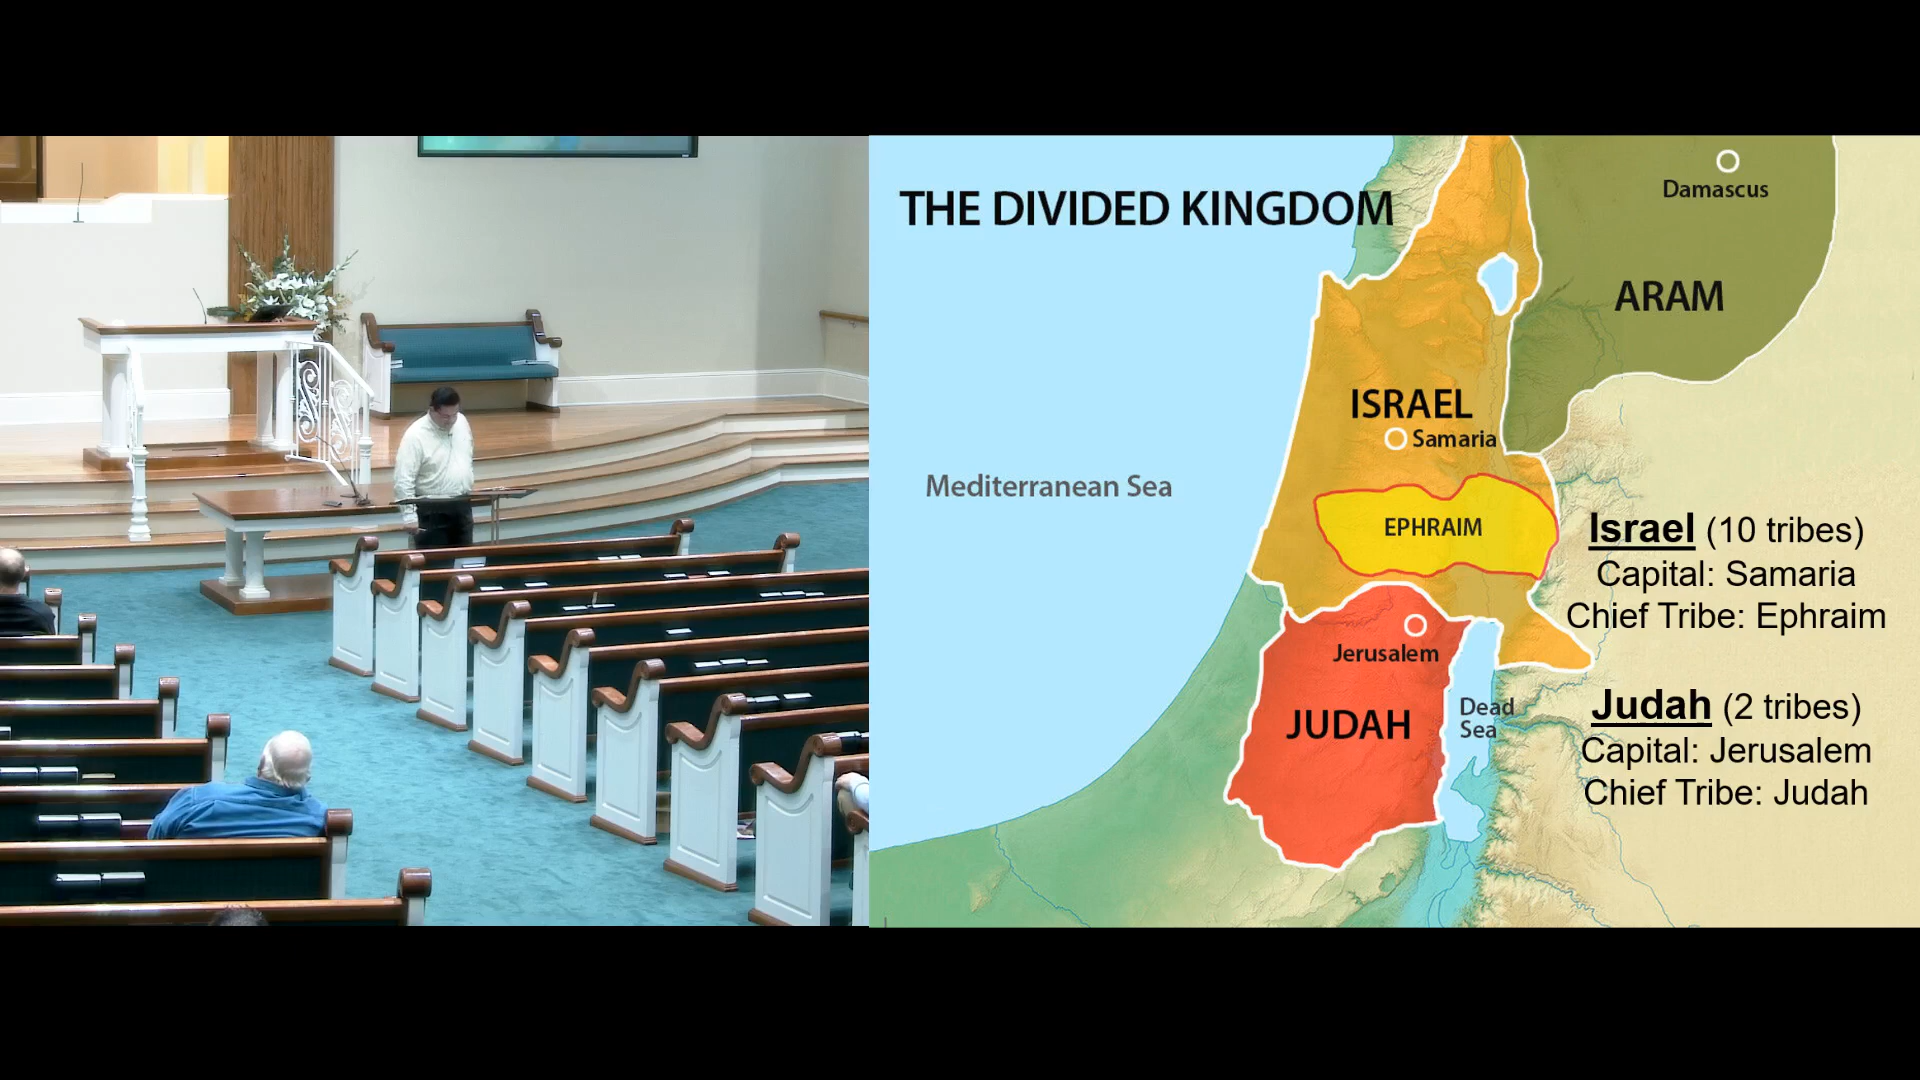 THE DIVIDED KINGDOM
Damascus
ARAM
ISRAEL
Samaria
Mediterranean Sea
EPHRAIM
Israel (10 tribes)
Capital: Samaria
Chief Tribe: Ephraim
Jerusalem
JUDAH
Dead
Sea
Judah (2 tribes)
Capital: Jerusalem
Chief Tribe: Judah